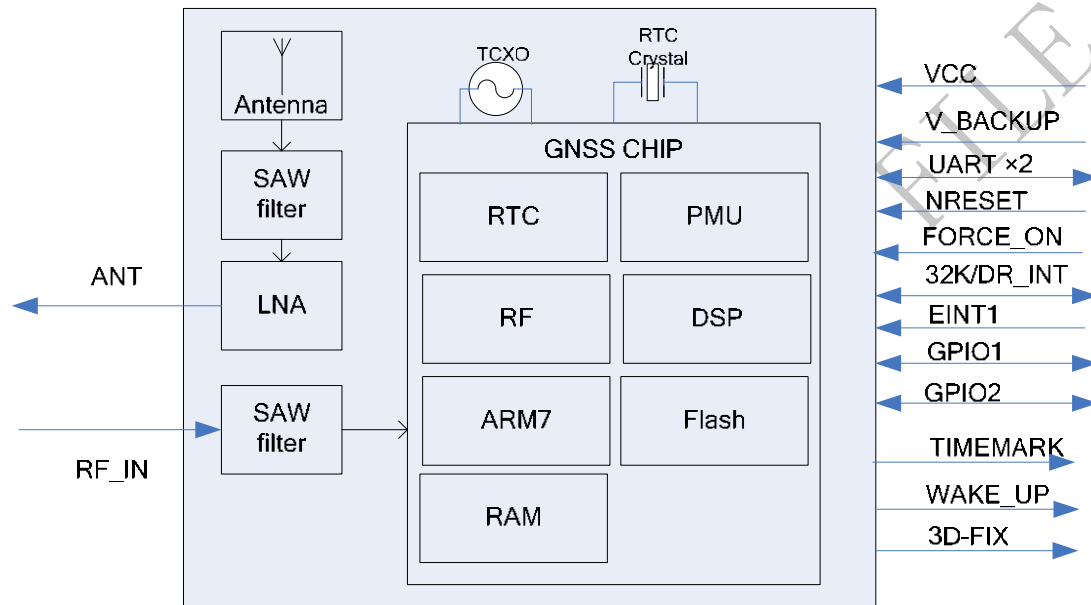 TCXO
RTC
Crystal
Antenna
SAW
filter
LNA
SAW
filter
ANT
RF_IN
GNSS CHIP
RTC
PMU
RF
DSP
ARM7
Flash
RAM
VCC
V_BACKUP
UART ×2
NRESET
FORCE_ON
32K/DR_INT
EINT1
GPIO1
GPIO2
TIMEMARK
WAKE_UP
3D-FIX
FILE